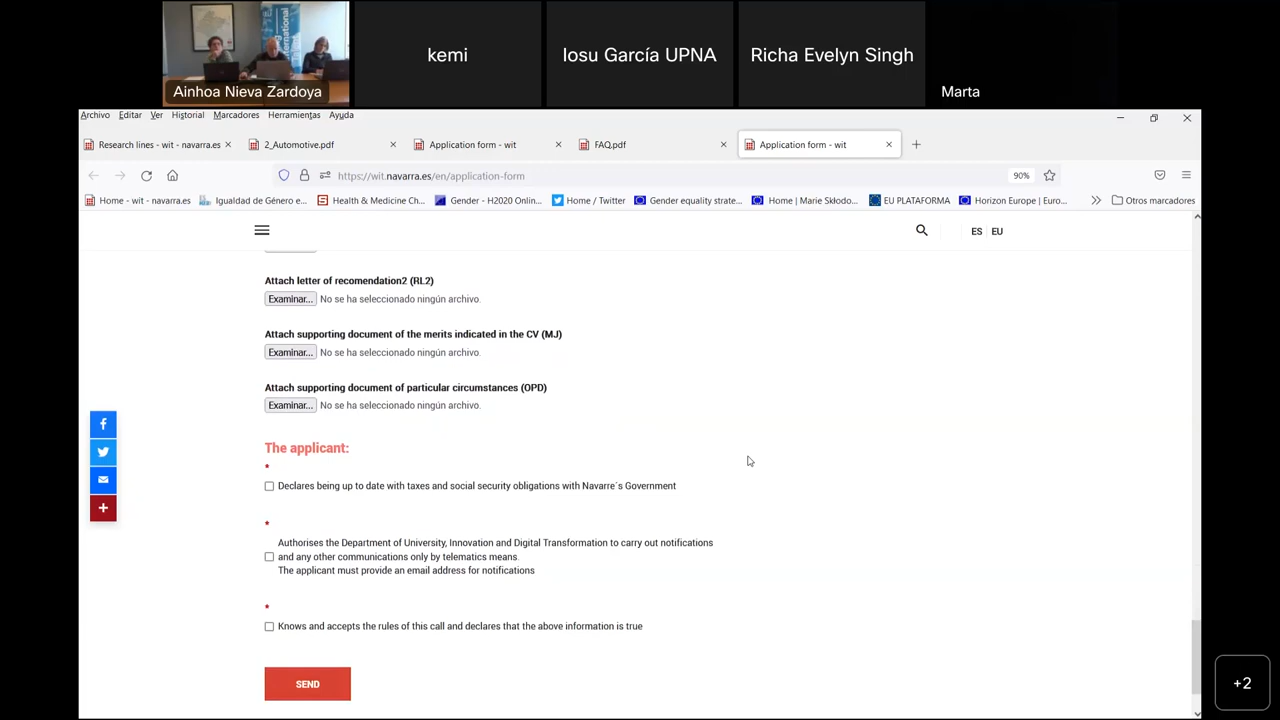 International
Ainhoa Nieva Zardoya
kemi
Iosu García UPNA
Richa Evelyn Singh
Marta
Archivo Editar Ver Historial Marcadores Herramientas Ayuda
Research lines - wit - navarra.es
2_Automotive.pdf
Application form - wit - navarra
FAQ.pdf
Application form - wit - navarra
https://wit.navarra.es/en/application-form
90%
Home - wit - navarra.es
Igualdad de Género e...
Health & Medicine Ch...
Gender - H2020 Onlin...
Home / Twitter
Gender equality strate...
Home | Marie Skłodo...
EU PLATAFORMA
Horizon Europe | Euro...
Otros marcadores
ES EU
Attach letter of recomendation2 (RL2)
Examinar... No se ha seleccionado ningún archivo.
Attach supporting document of the merits indicated in the CV (MJ)
Examinar... No se ha seleccionado ningún archivo.
Attach supporting document of particular circumstances (OPD)
Examinar... No se ha seleccionado ningún archivo.
The applicant:
*
Declares being up to date with taxes and social security obligations with Navarre´s Government
*
Authorises the Department of University, Innovation and Digital Transformation to carry out notifications
and any other communications only by telematics means.
The applicant must provide an email address for notifications
*
Knows and accepts the rules of this call and declares that the above information is true
SEND
+2